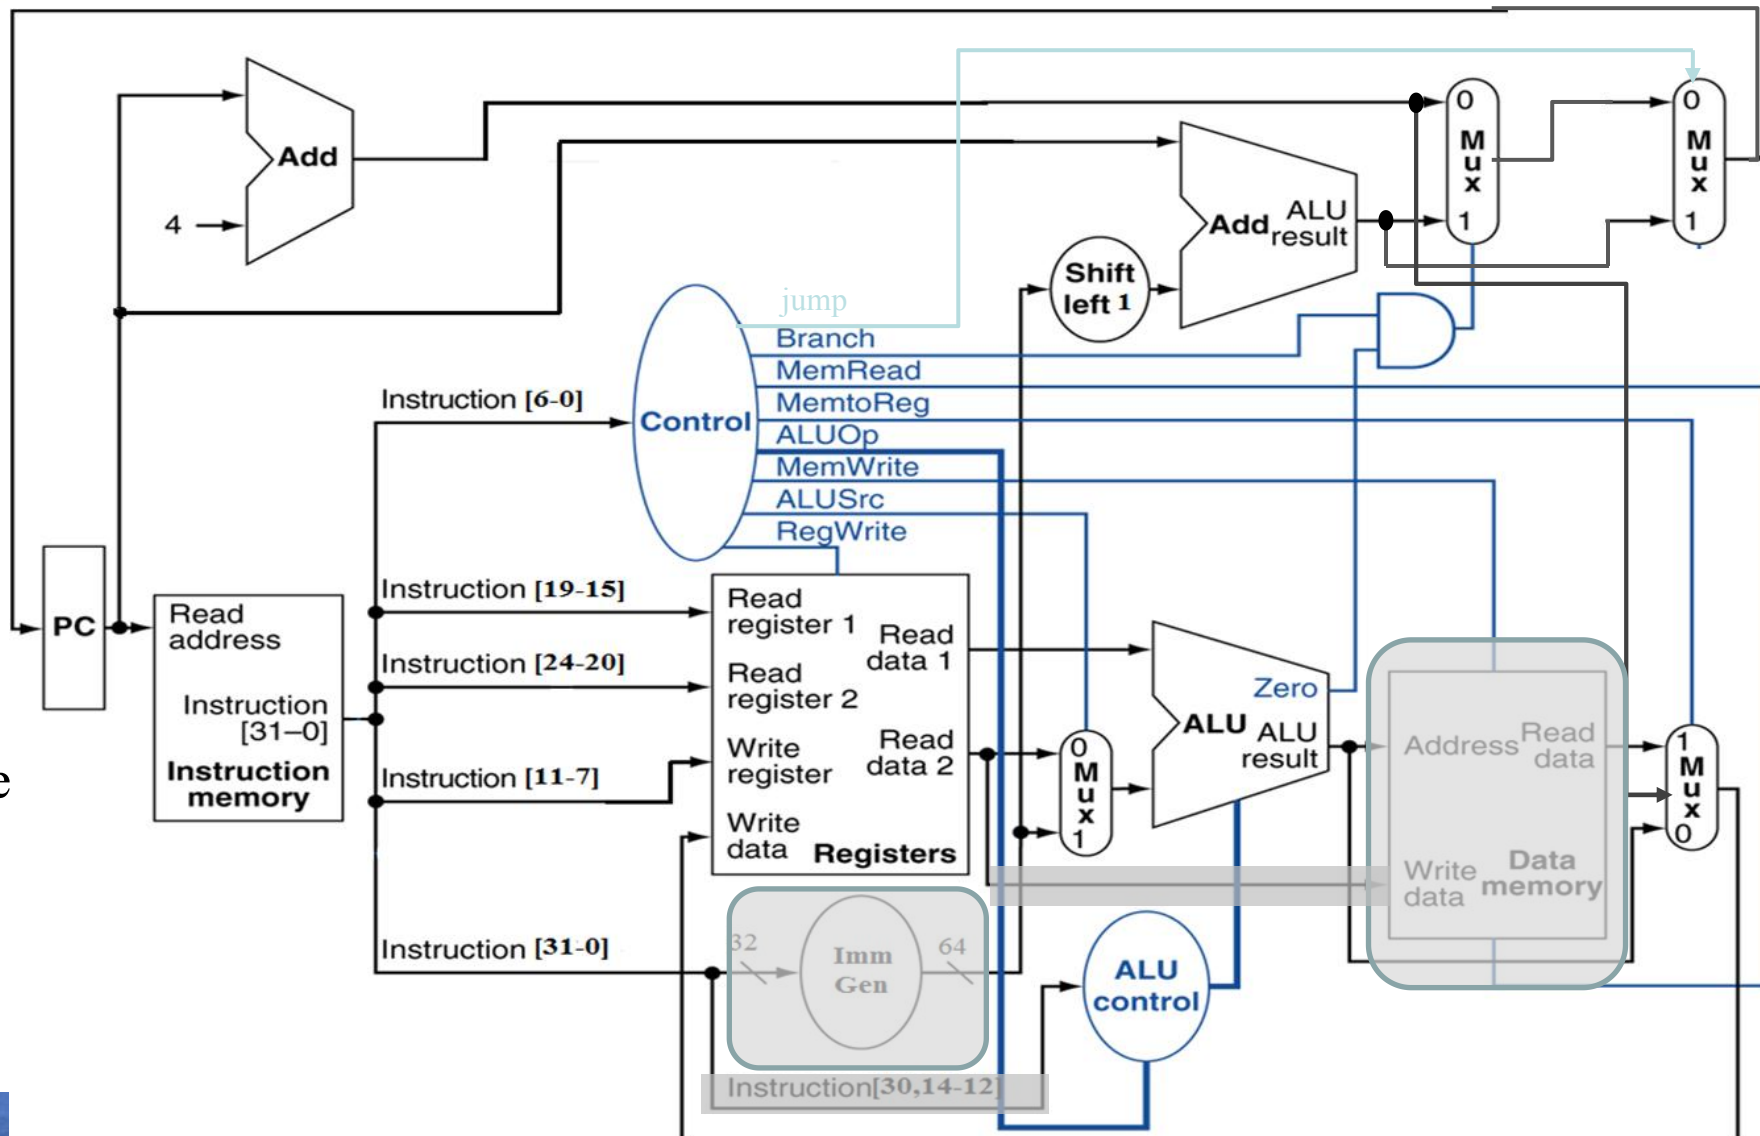 0
M
u
x
1
0
M
u
x
1
Add
4
Add
ALU
result
Shift
left 1
jump
Branch
MemRead
MemtoReg
ALUOp
MemWrite
ALUSrc
RegWrite
Control
Instruction [6-0]
Instruction [19-15]
Instruction [24-20]
Instruction [11-7]
Instruction [31-0]
PC
Read
address
Instruction
[31–0]
Instruction
memory
e
Read
register 1
Read
register 2
Write
register
Write
data
Read
data 1
Read
data 2
Registers
0
M
u
x
1
Zero
ALU
ALU
result
Address
Read
data
Write
data
Data
memory
1
M
u
x
0
32
Imm
Gen
64
ALU
control
Instruction[30,14-12]